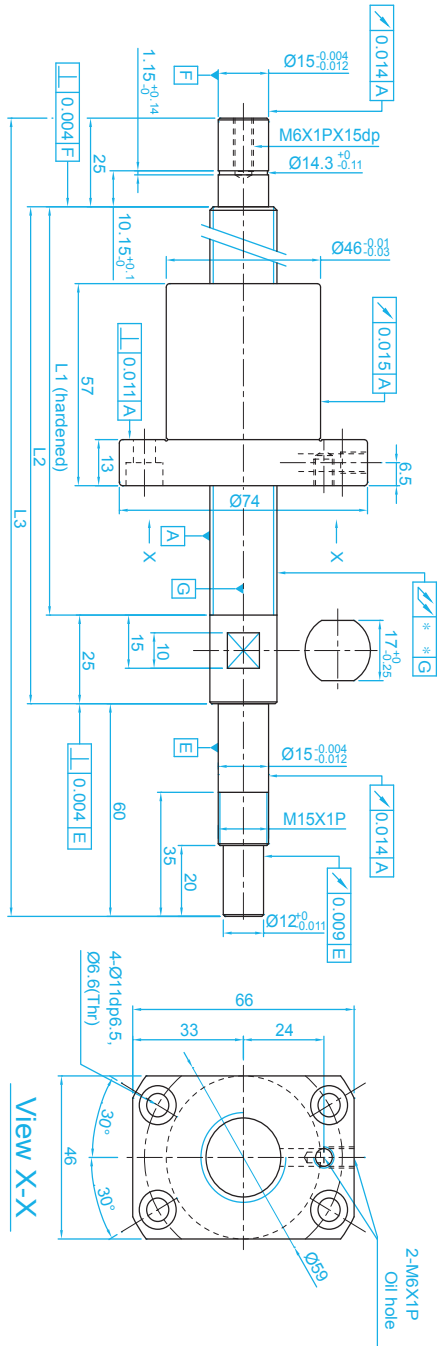 0.014 A
Ø15 -0.004 -0.012
F
1.15 +0.14 -0
M6X1PX15dp
Ø14.3 +0 -0.11
0.004 F
25
10.15 +0.1 -0
Ø46 -0.01 -0.03
0.015 A
57
L1 (hardened)
L2
L3
0.011 A
13
6.5
Ø74
X
X
A
G
* * G
17 +0 -0.25
15
10
25
E
Ø15 -0.004 -0.012
0.004 E
0.014 A
M15X1P
60
35
20
0.009 E
Ø12 +0 -0.011
66
33
24
4-Ø11dp6.5,
Ø6.6(Thr)
30°
46
30°
Ø59
2-M6X1P
Oil hole
View X-X